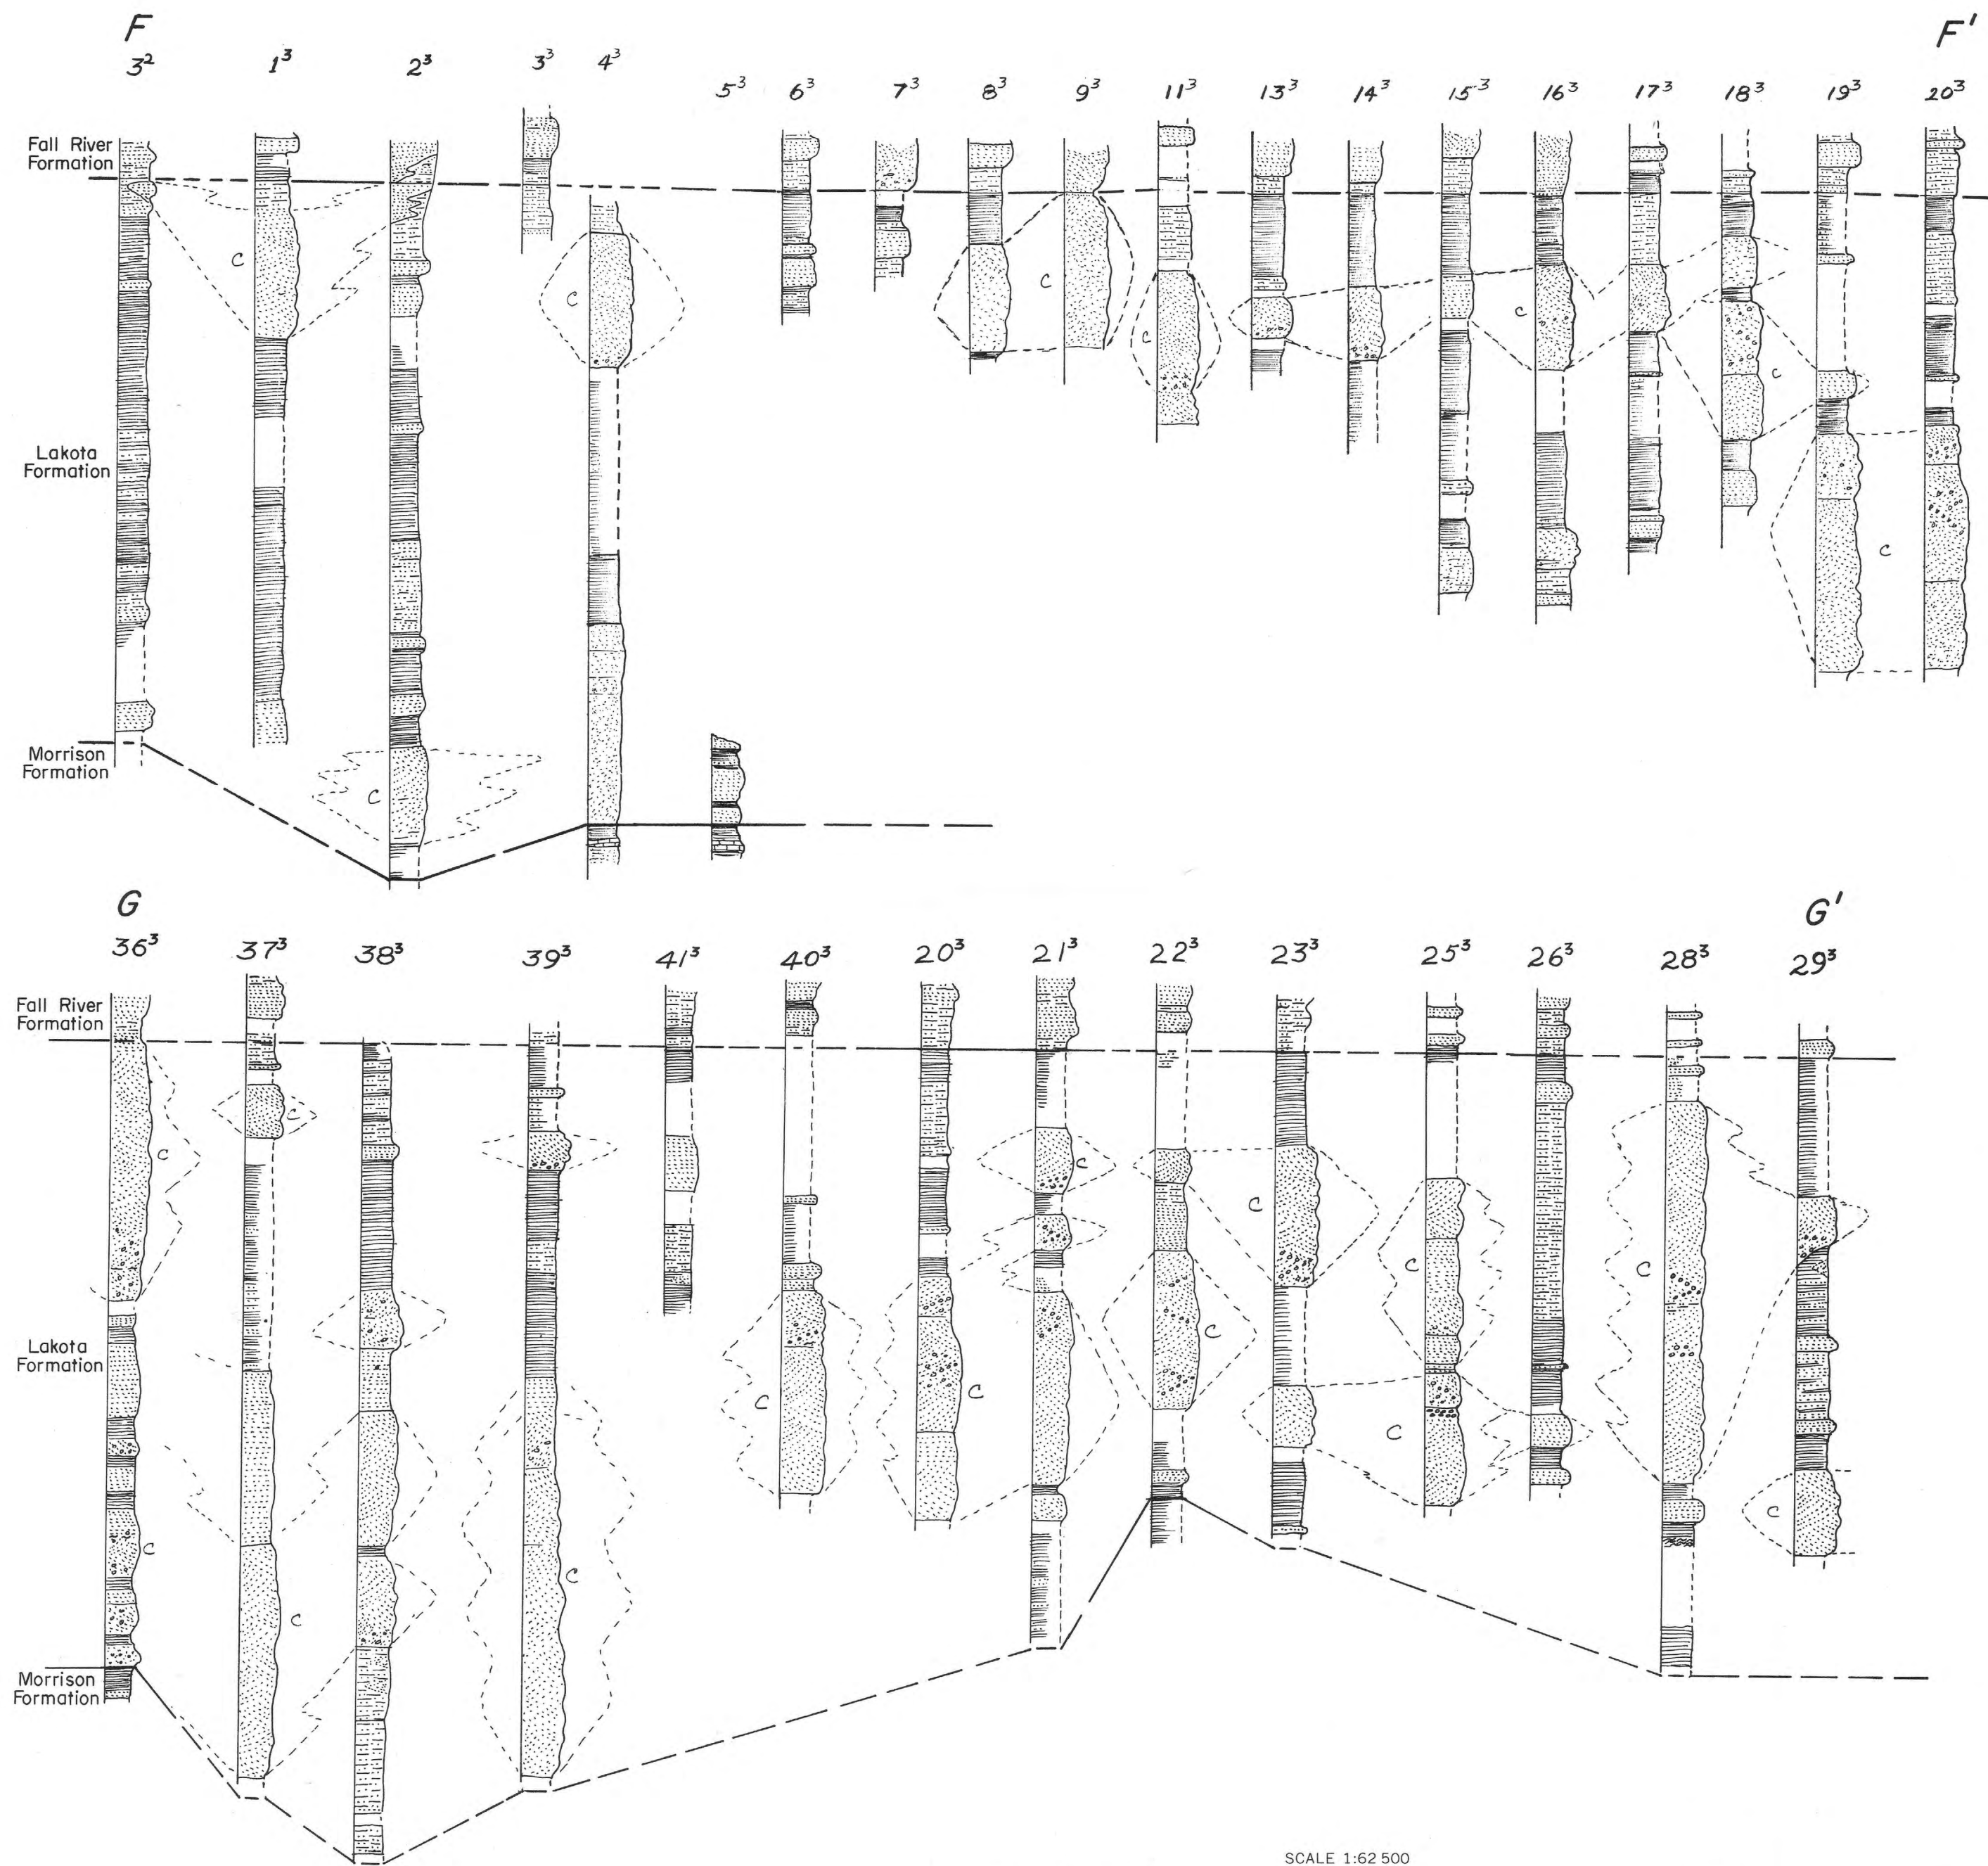 F F'
3² 1³ 2³ 3³ 4³ 5³ 6³ 7³ 8³ 9³ 11³ 13³ 14³ 15³ 16³ 17³ 18³ 19³ 20³
Fall River
Formation
C
C
C
C
C
C
C
Lakota
Formation
C
Morrison
Formation
C
G G'
36³ 37³ 38³ 39³ 41³ 40³ 20³ 21³ 22³ 23³ 25³ 26³ 28³ 29³
Fall River
Formation
C
C
C
C
C
C
C
Lakota
Formation
C
C
C
C
C
C
C
C
Morrison
Formation
SCALE 1:62 500